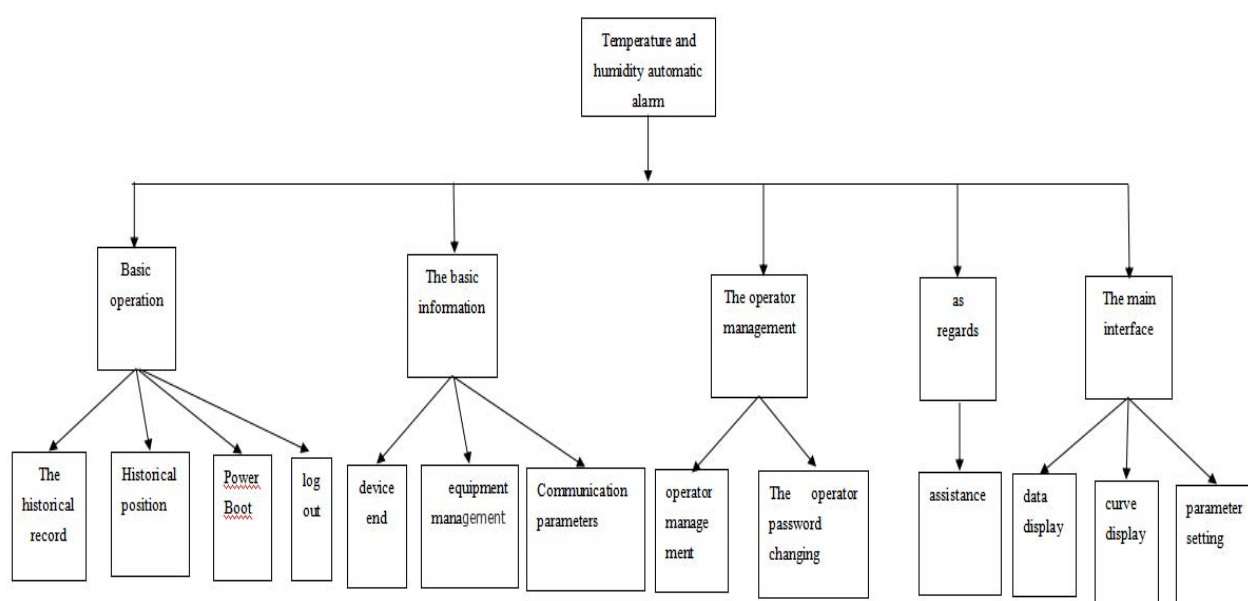 Temperature and
humidity automatic
alarm
Basic
operation
The basic
information
The operator
management
as
regards
The main
interface
The
historical
record
Historical
position
Power
Boot
log
out
device
end
equipment
management
Communication
parameters
operator
manage
ment
The operator
password
changing
assistance
data
display
curve
display
parameter
setting